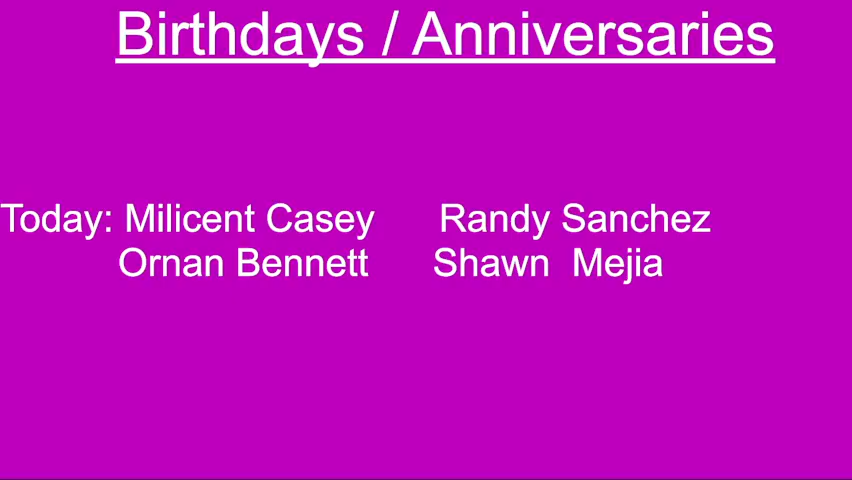 Birthdays / Anniversaries
Today: Milicent Casey Randy Sanchez
Ornan Bennett Shawn Mejia